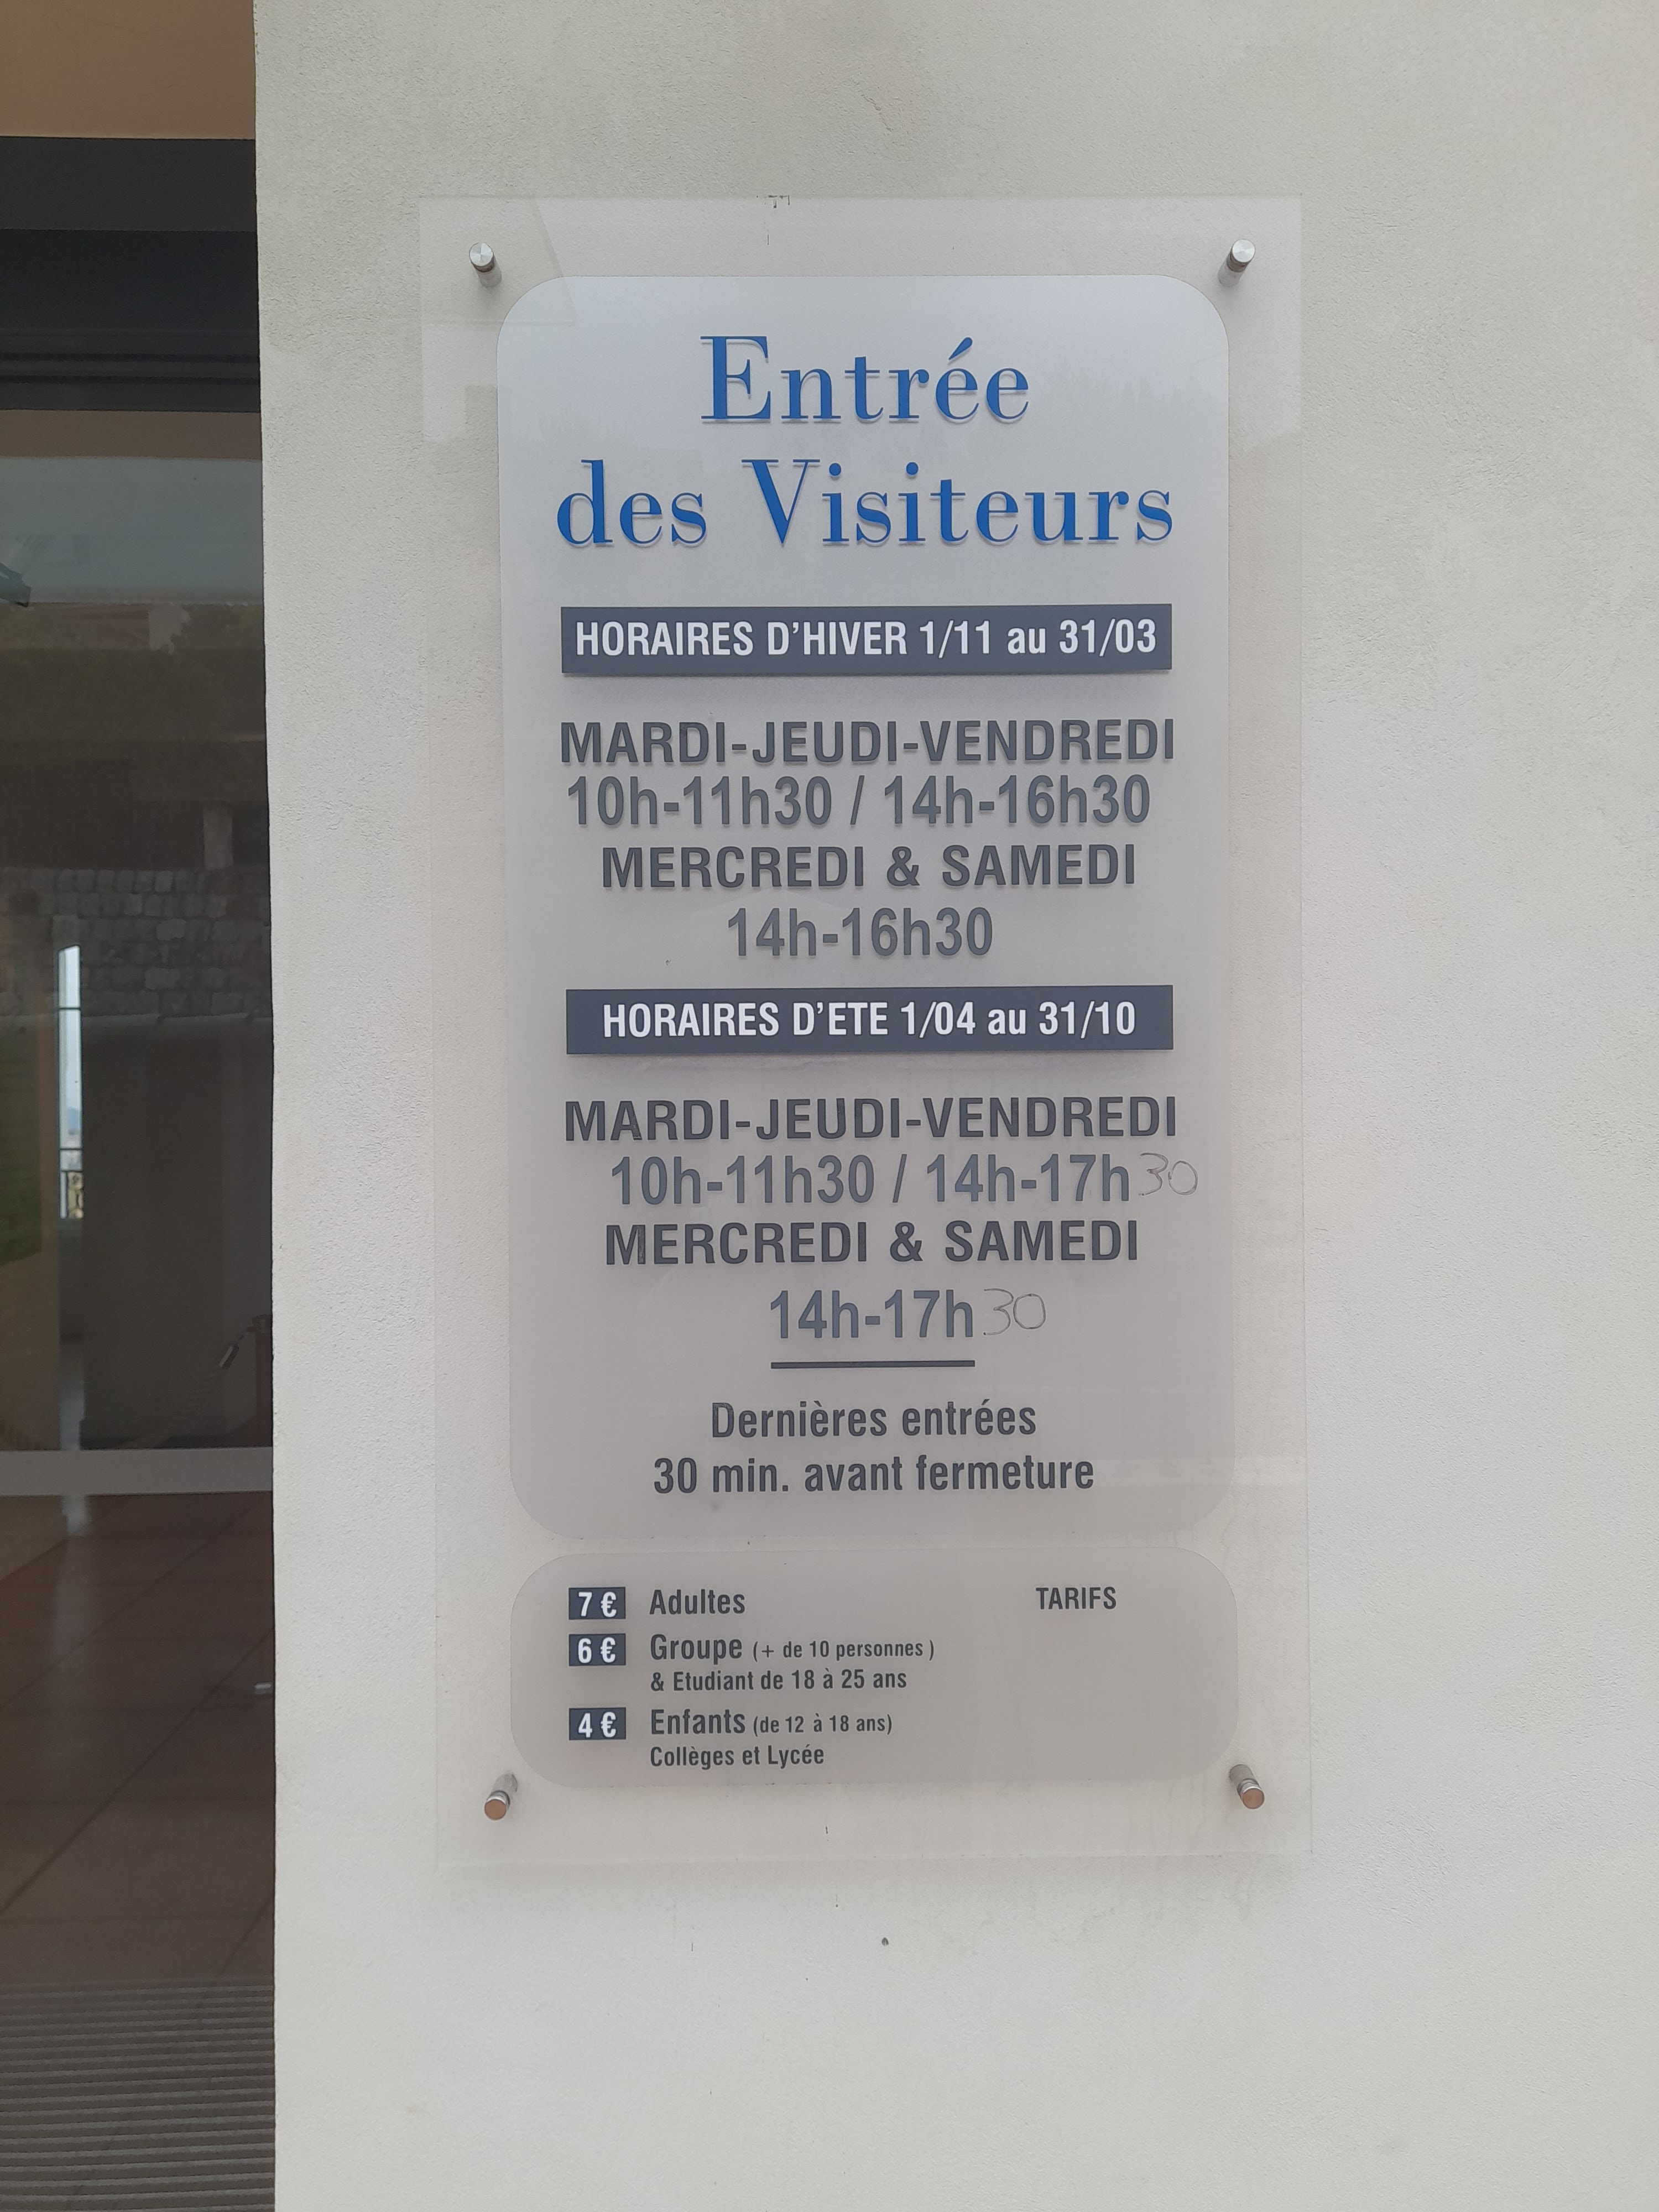 Entrée
des Visiteurs
HORAIRES D'HIVER 1/11 au 31/03
MARDI-JEUDI-VENDREDI
10h-11h30 / 14h-16h30
MERCREDI & SAMEDI
14h-16h30
HORAIRES D'ETE 1/04 au 31/10
MARDI-JEUDI-VENDREDI
10h-11h30 / 14h-17h30
MERCREDI & SAMEDI
14h-17h30
Dernières entrées
30 min. avant fermeture
TARIFS
7 € Adultes
6 € Groupe (+ de 10 personnes )
& Etudiant de 18 à 25 ans
4 € Enfants (de 12 à 18 ans)
Collèges et Lycée